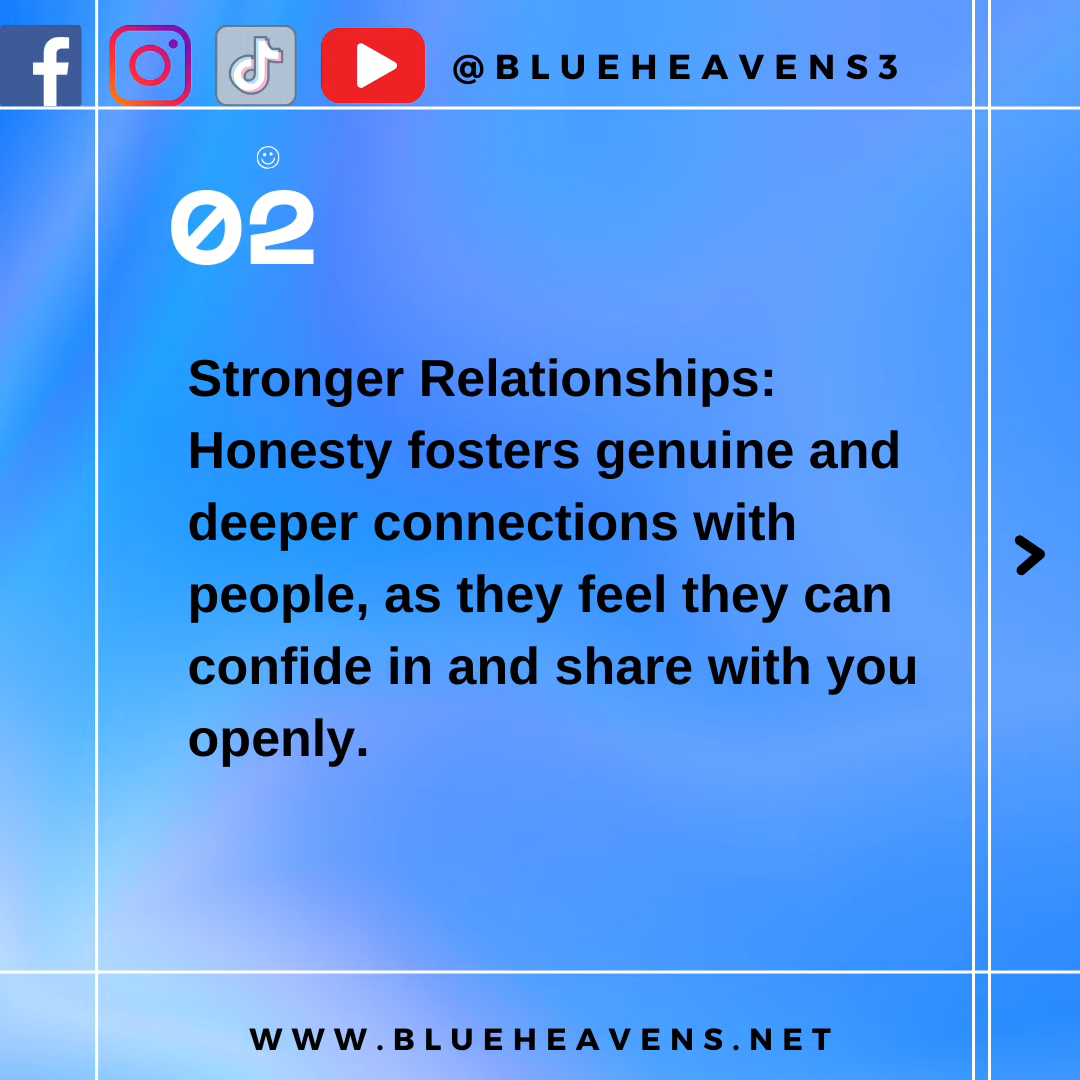 @BLUEHEAVENS3
02
Stronger Relationships:
Honesty fosters genuine and
deeper connections with
people, as they feel they can
confide in and share with you
openly.
WWW.BLUEHEAVENS.NET